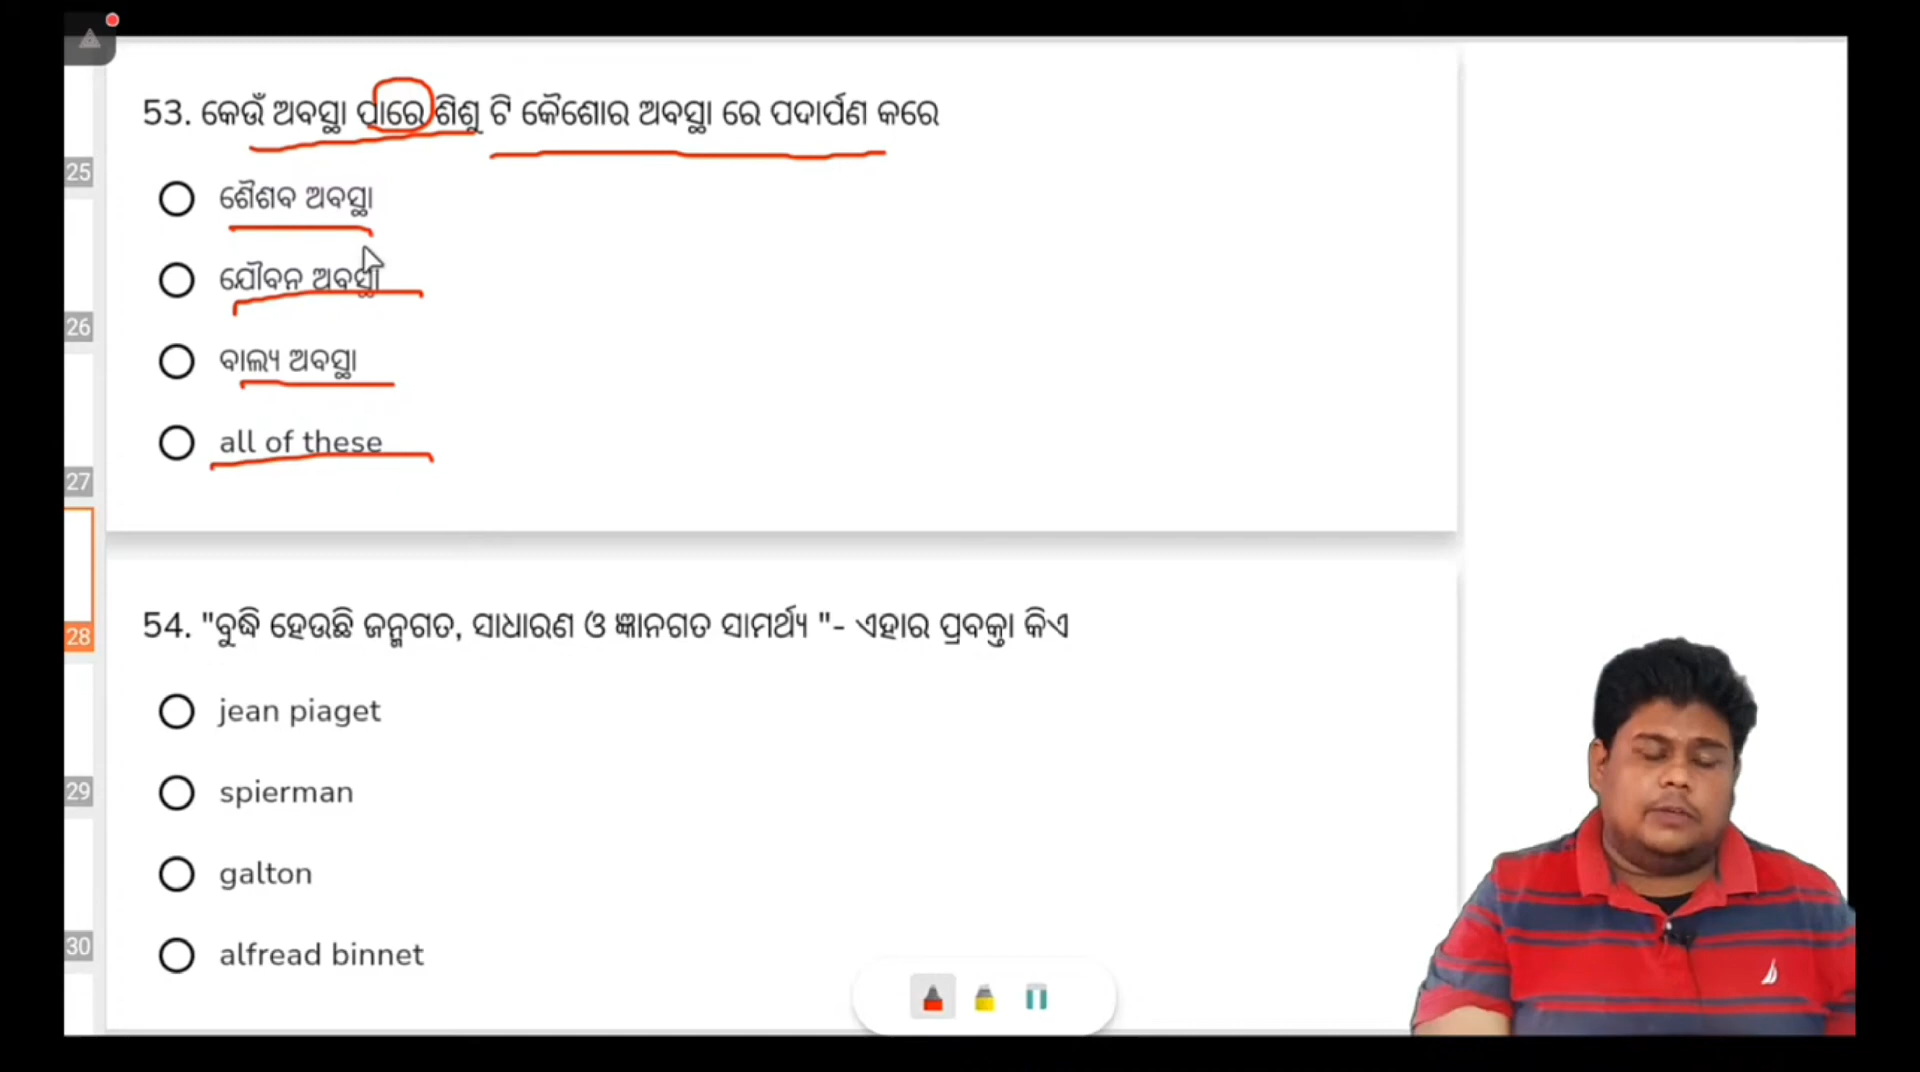 53. କେଉଁ ଅବସ୍ଥା ପାରେ ଶିଶୁ ଟି କୈଶୋର ଅବସ୍ଥା ରେ ପଦାର୍ପଣ କରେ
25
ଶୈଶବ ଅବସ୍ଥା
ଯୌବନ ଅବସ୍ଥା
26
ବାଲ୍ୟ ଅବସ୍ଥା
all of these
27
54. "ବୁଦ୍ଧି ହେଉଛି ଜନ୍ମଗତ, ସାଧାରଣ ଓ ଜ୍ଞାନଗତ ସାମର୍ଥ୍ୟ "- ଏହାର ପ୍ରବକ୍ତା କିଏ
28
jean piaget
spierman
29
galton
30
alfread binnet